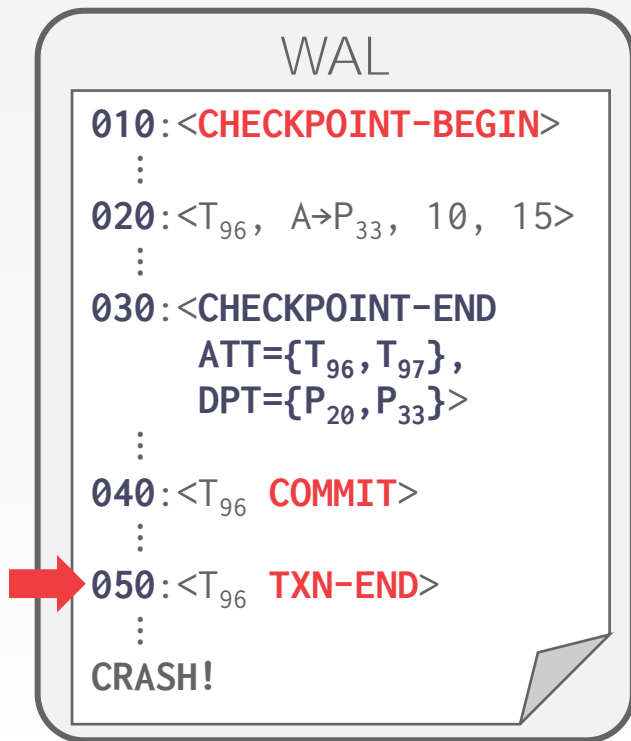 WAL
010:<CHECKPOINT-BEGIN>
⋮
020:<T₉₆, A→P₃₃, 10, 15>
⋮
030:<CHECKPOINT-END
ATT={T₉₆,T₉₇},
DPT={P₂₀,P₃₃}>
⋮
040:<T₉₆ COMMIT>
⋮
050:<T₉₆ TXN-END>
⋮
CRASH!